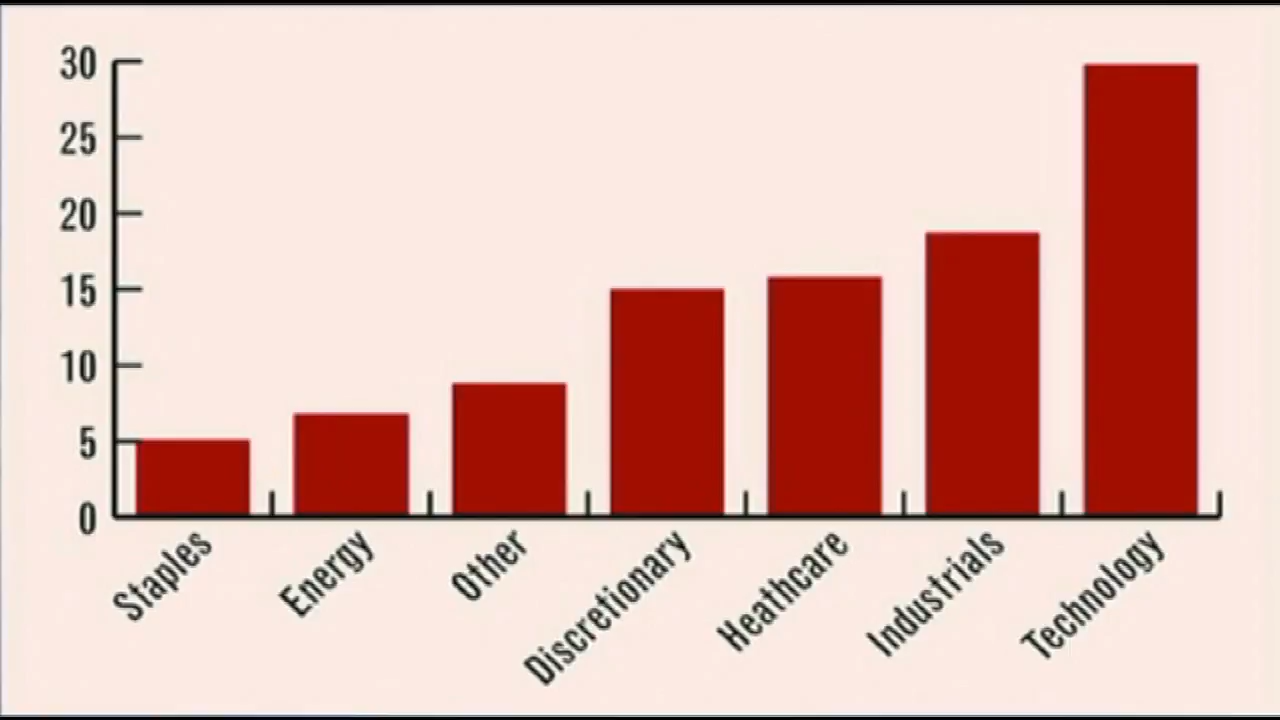 30
25
20
15
10
5
0
Staples
Energy
Other
Discretionary
Heathcare
Industrials
Technology